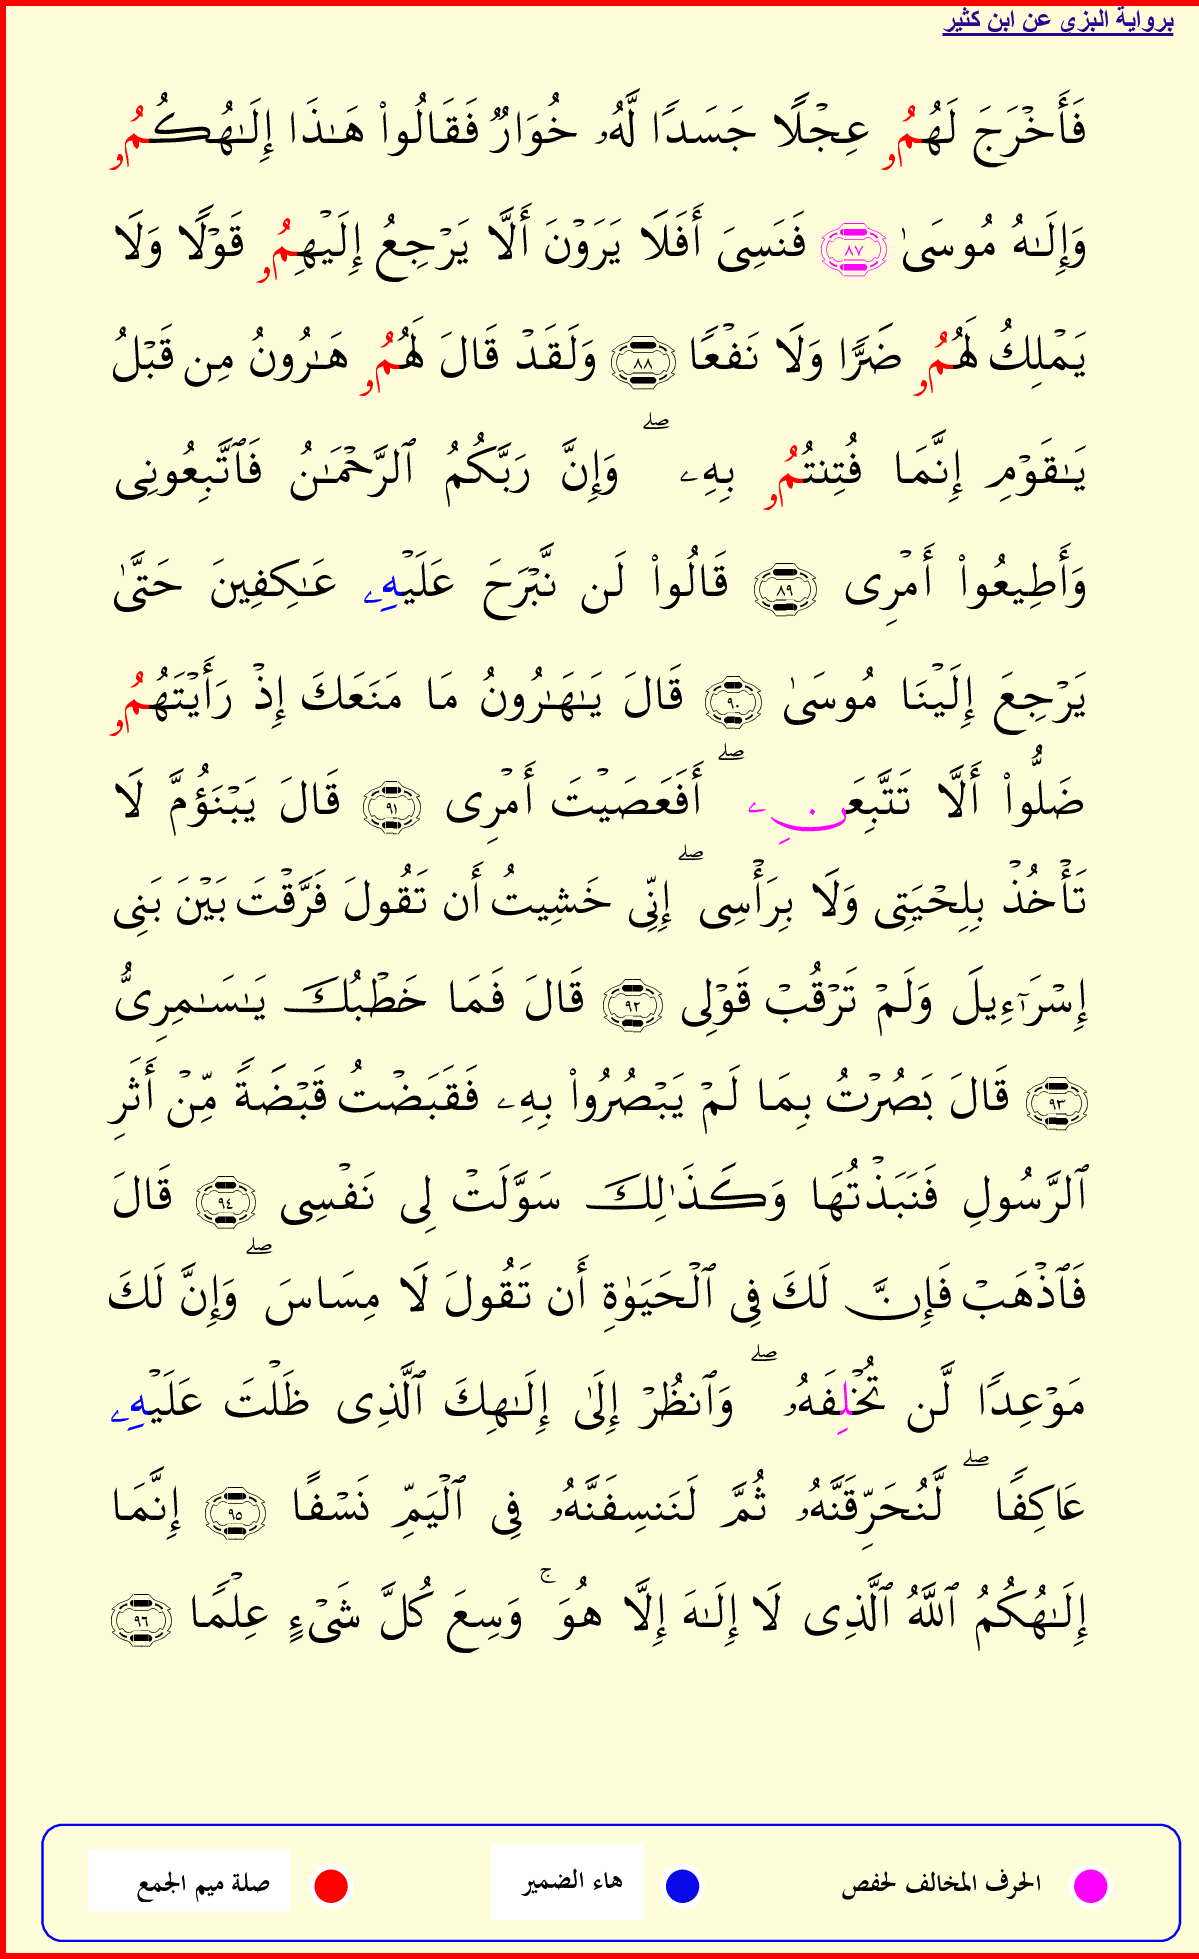 برواية البزى عن ابن كثير
فَأَخْرَجَ لَهُمُۥ عِجْلًا جَسَدًا لَّهُۥ خُوَارٌ فَقَالُوا۟ هَـٰذَا إِلَـٰهُكُمُۥ
وَإِلَـٰهُ مُوسَىٰ ٨٧ فَنَسِىَ أَفَلَا يَرَوْنَ أَلَّا يَرْجِعُ إِلَيْهِمُۥ قَوْلًا وَلَا
يَمْلِكُ لَهُمُۥ ضَرًّا وَلَا نَفْعًا ٨٨ وَلَقَدْ قَالَ لَهُمُۥ هَـٰرُونُ مِن قَبْلُ
يَـٰقَوْمِ إِنَّمَا فُتِنتُمُۥ بِهِۦ ۖ وَإِنَّ رَبَّكُمُ ٱلرَّحْمَـٰنُ فَٱتَّبِعُونِى
وَأَطِيعُوا۟ أَمْرِى ٨٩ قَالُوا۟ لَن نَّبْرَحَ عَلَيْهِۦ عَـٰكِفِينَ حَتَّىٰ
يَرْجِعَ إِلَيْنَا مُوسَىٰ ٩٠ قَالَ يَـٰهَـٰرُونُ مَا مَنَعَكَ إِذْ رَأَيْتَهُمُۥ
ضَلُّوا۟ أَلَّا تَتَّبِعَنِۦ ۖ أَفَعَصَيْتَ أَمْرِى ٩١ قَالَ يَبْنَؤُمَّ لَا
تَأْخُذْ بِلِحْيَتِى وَلَا بِرَأْسِى ۖ إِنِّى خَشِيتُ أَن تَقُولَ فَرَّقْتَ بَيْنَ بَنِى
إِسْرَـٰٓءِيلَ وَلَمْ تَرْقُبْ قَوْلِى ٩٢ قَالَ فَمَا خَطْبُكَ يَـٰسَـٰمِرِىُّ
٩٣ قَالَ بَصُرْتُ بِمَا لَمْ يَبْصُرُوا۟ بِهِۦ فَقَبَضْتُ قَبْضَةً مِّنْ أَثَرِ
ٱلرَّسُولِ فَنَبَذْتُهَا وَكَذَٰلِكَ سَوَّلَتْ لِى نَفْسِى ٩٤ قَالَ
فَٱذْهَبْ فَإِنَّ لَكَ فِى ٱلْحَيَوٰةِ أَن تَقُولَ لَا مِسَاسَ ۖ وَإِنَّ لَكَ
مَوْعِدًا لَّن تُخْلِفَهُۥ ۖ وَٱنظُرْ إِلَىٰ إِلَـٰهِكَ ٱلَّذِى ظَلْتَ عَلَيْهِۦ
عَاكِفًا ۖ لَّنُحَرِّقَنَّهُۥ ثُمَّ لَنَنسِفَنَّهُۥ فِى ٱلْيَمِّ نَسْفًا ٩٥ إِنَّمَا
إِلَـٰهُكُمُ ٱللَّهُ ٱلَّذِى لَا إِلَـٰهَ إِلَّا هُوَ ۚ وَسِعَ كُلَّ شَىْءٍ عِلْمًا ٩٦
الحرف المخالف لحفص هاء الضمير صلة ميم الجمع